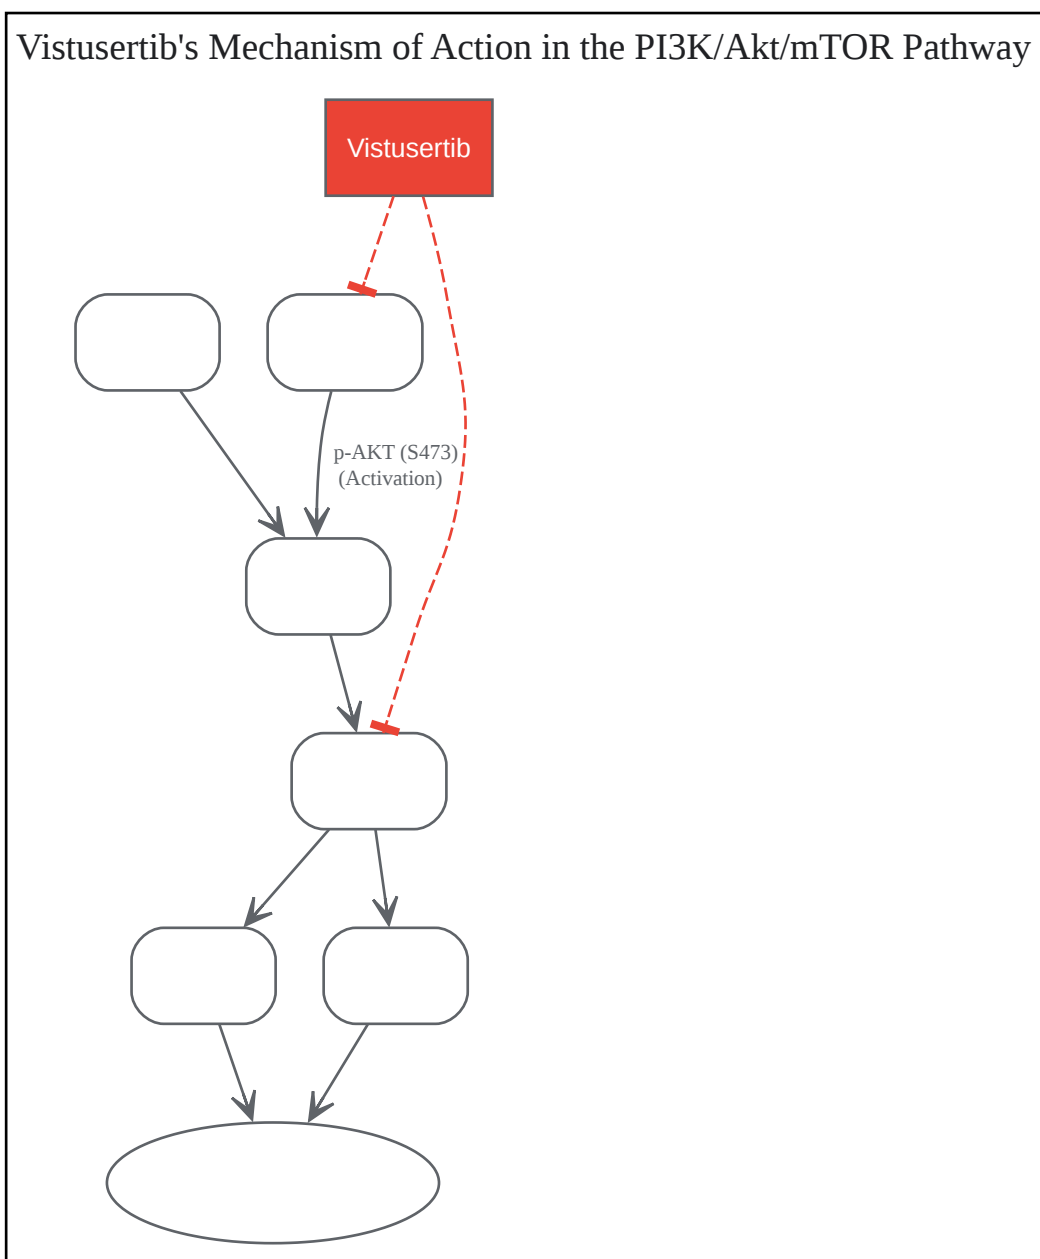 Vistusertib's Mechanism of Action in the PI3K/Akt/mTOR Pathway
Vistusertib
p-AKT (S473)
(Activation)